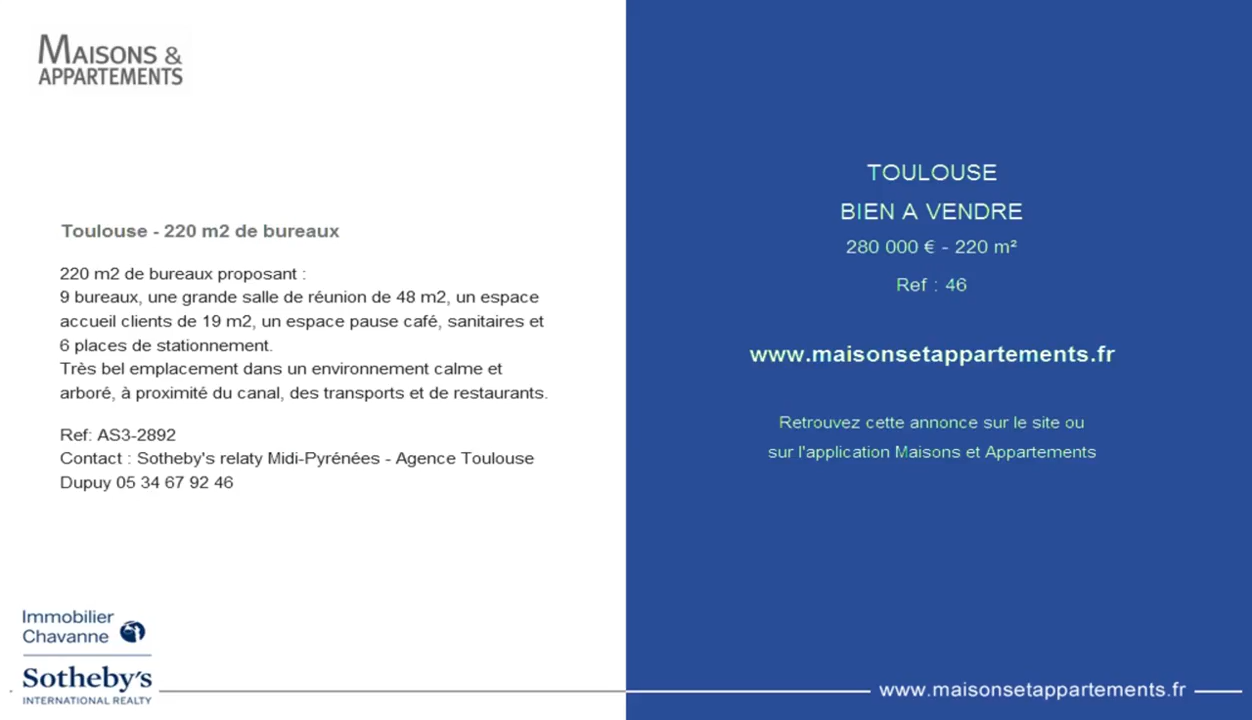 MAISONS &
APPARTEMENTS
Toulouse - 220 m2 de bureaux
220 m2 de bureaux proposant :
9 bureaux, une grande salle de réunion de 48 m2, un espace
accueil clients de 19 m2, un espace pause café, sanitaires et
6 places de stationnement.
Très bel emplacement dans un environnement calme et
arboré, à proximité du canal, des transports et de restaurants.
Ref: AS3-2892
Contact : Sotheby's relaty Midi-Pyrénées - Agence Toulouse
Dupuy 05 34 67 92 46
Immobilier
Chavanne
Sotheby's
INTERNATIONAL REALTY
TOULOUSE
BIEN A VENDRE
280 000 € - 220 m²
Ref : 46
www.maisonsetappartements.fr
Retrouvez cette annonce sur le site ou
sur l'application Maisons et Appartements
www.maisonsetappartements.fr